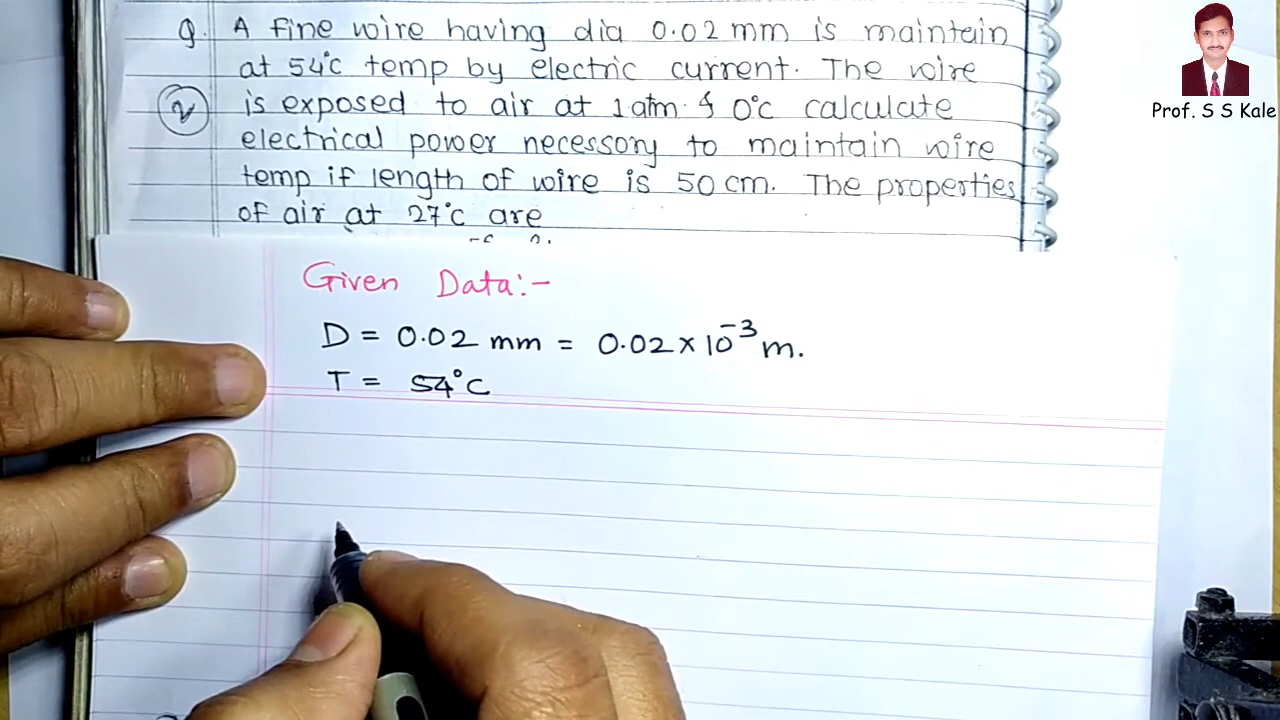 Q. A fine wire having dia 0.02 mm is maintain
at 54°c temp by electric current. The wire
is exposed to air at 1 atm & 0°c calculate
electrical power necessory to maintain wire
temp if length of wire is 50 cm. The properties
of air at 27°c are
Prof. S S Kale
Given Data:-
D = 0.02 mm = 0.02 × 10⁻³ m.
T = 54°C